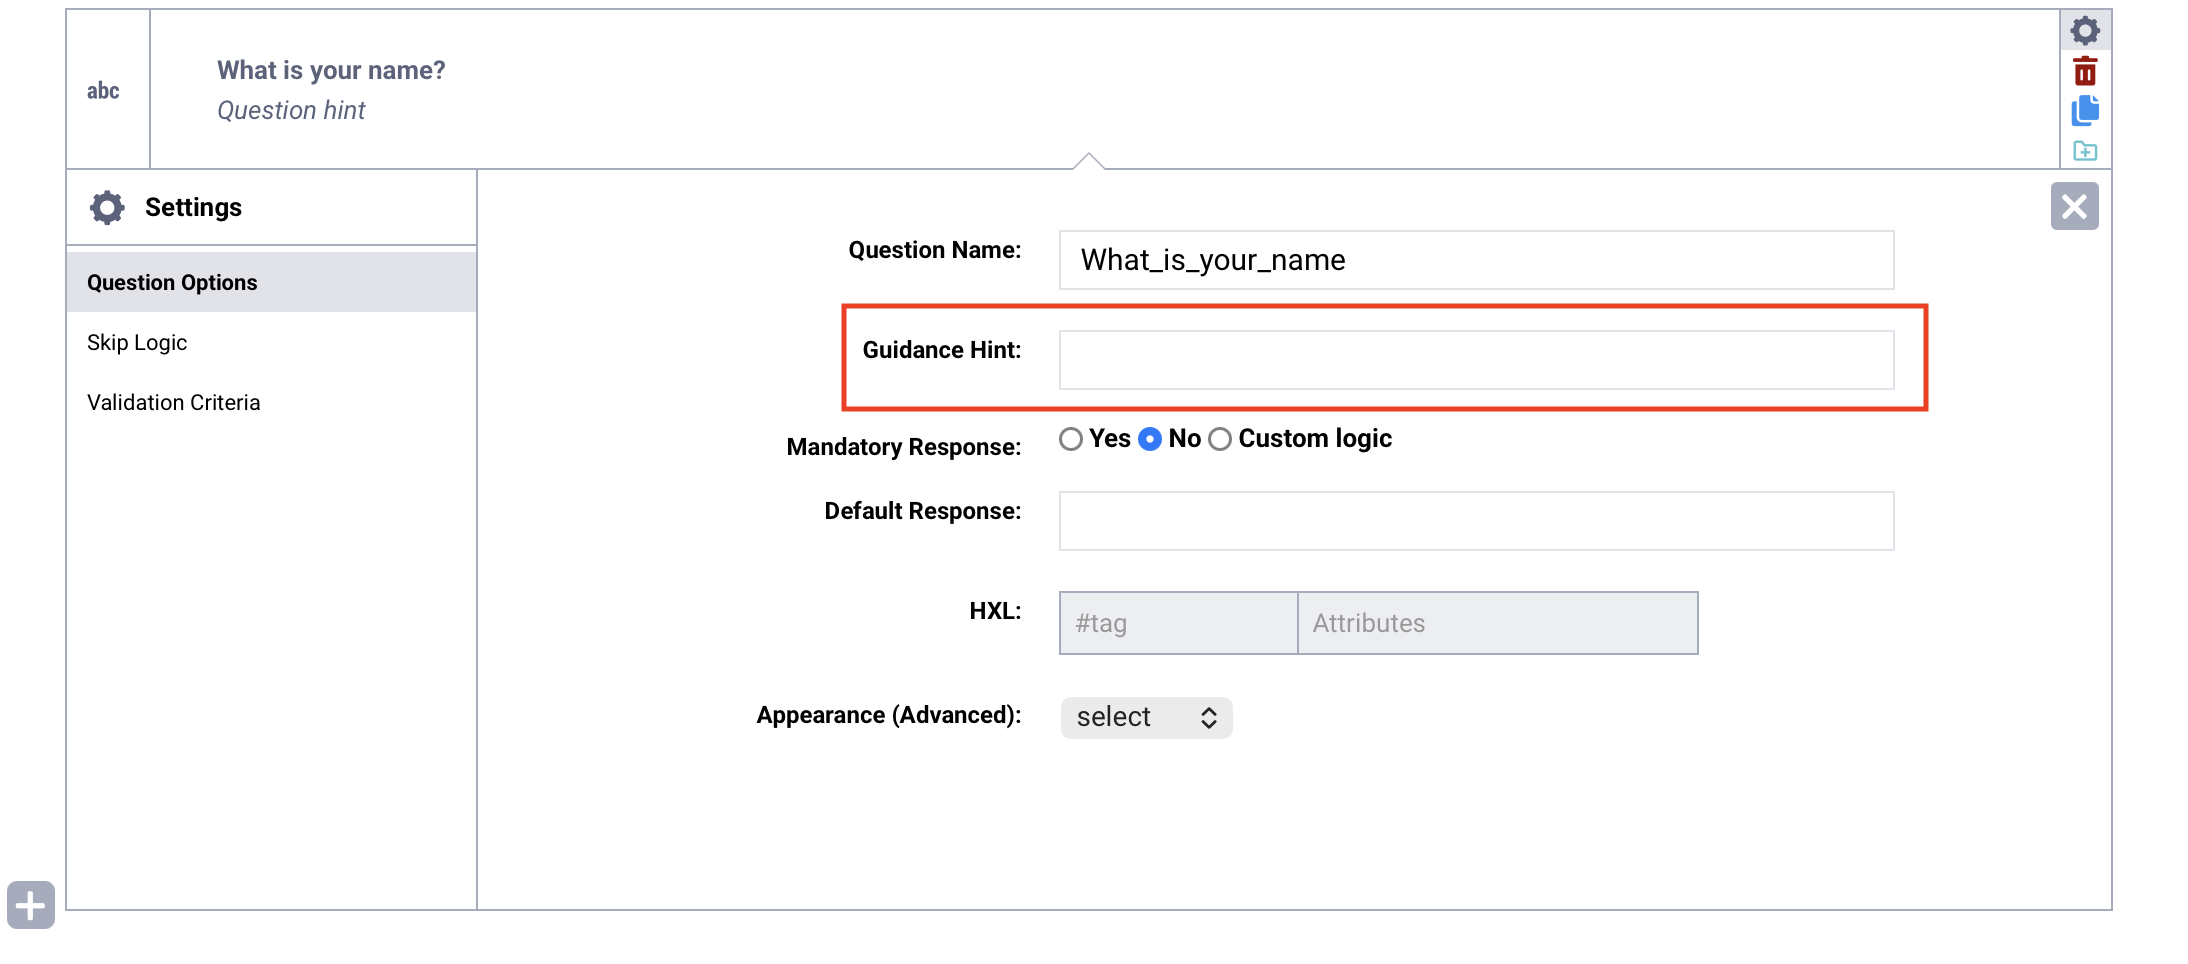 abc
What is your name?
Question hint
Settings
Question Options
Skip Logic
Validation Criteria
Question Name: What_is_your_name
Guidance Hint:
Mandatory Response: Yes No Custom logic
Default Response:
HXL: #tag Attributes
Appearance (Advanced): select